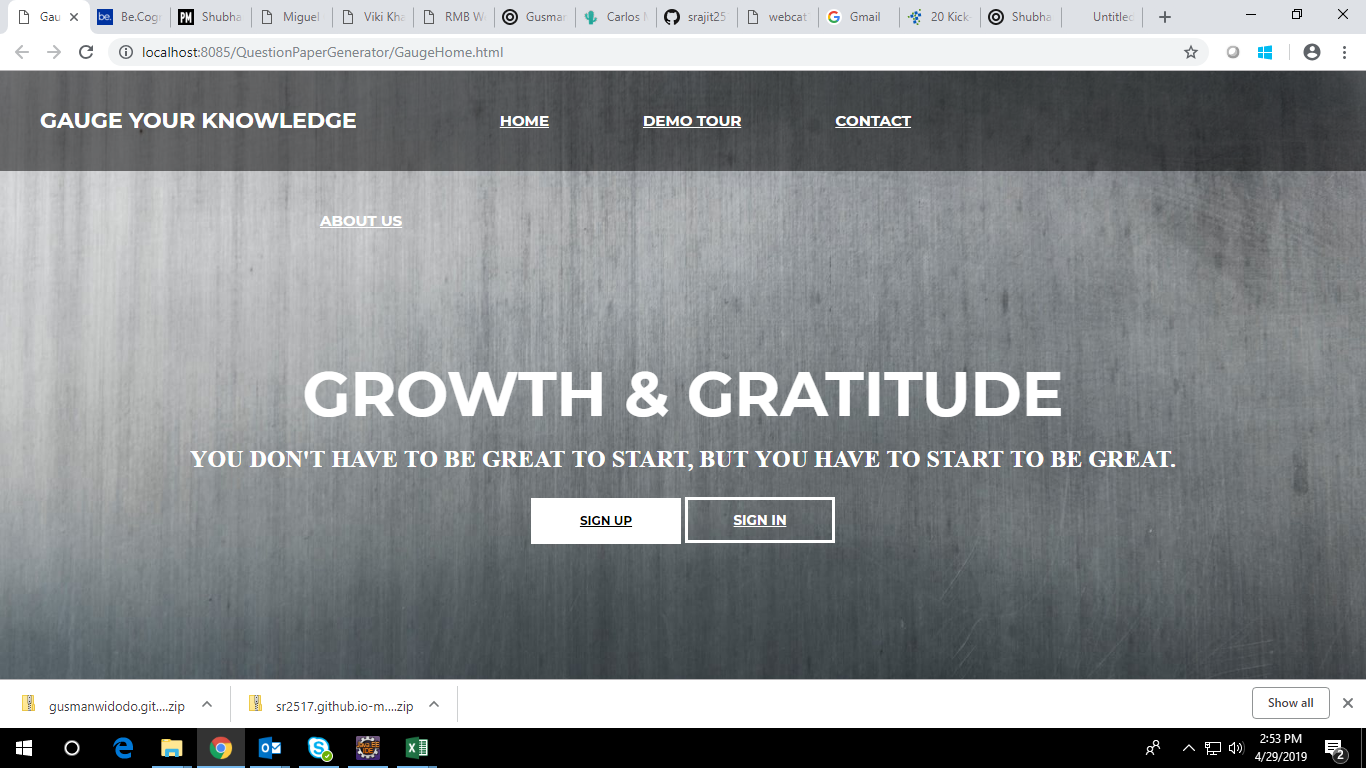 Gau
Be.Cogn
Shubha
Miguel
Viki Kha
RMB W
Gusman
Carlos M
srajit25
webcat
Gmail
20 Kick
Shubha
Untitled
localhost:8085/QuestionPaperGenerator/GaugeHome.html
GAUGE YOUR KNOWLEDGE HOME DEMO TOUR CONTACT
ABOUT US
GROWTH & GRATITUDE
YOU DON'T HAVE TO BE GREAT TO START, BUT YOU HAVE TO START TO BE GREAT.
SIGN UP SIGN IN
gusmanwidodo.git....zip sr2517.github.io-m....zip Show all
2:53 PM
4/29/2019
2